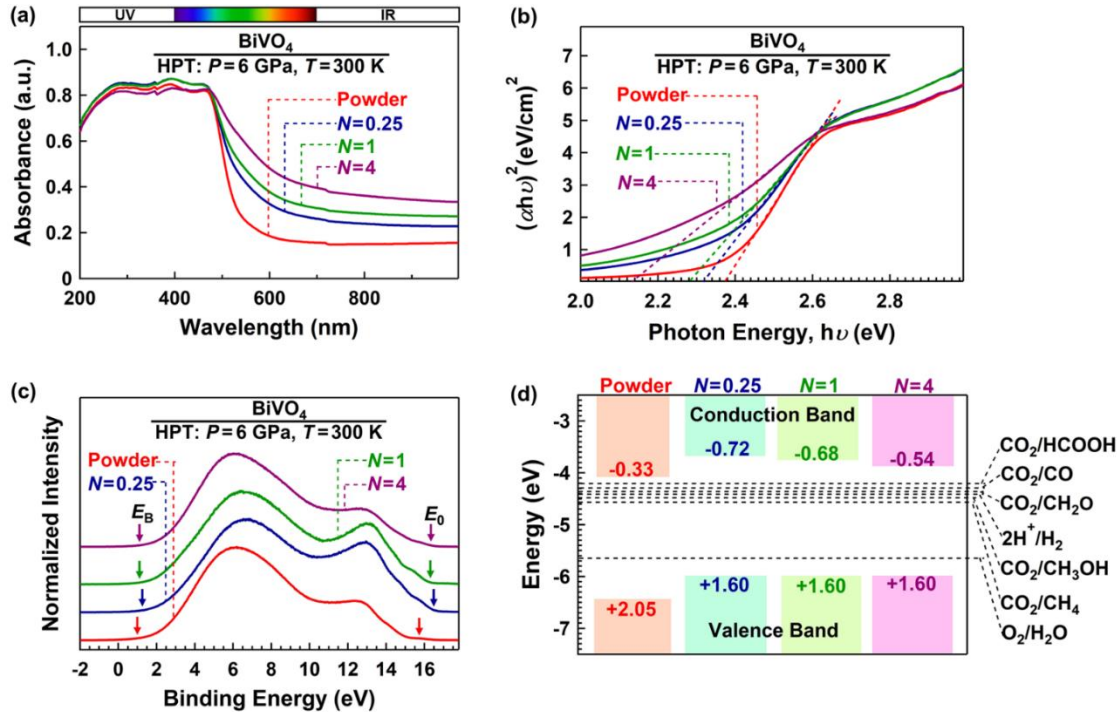 (a)
UV
IR
BiVO₄
HPT: P = 6 GPa, T = 300 K
Powder
N=0.25
N=1
N=4
Absorbance (a.u.)
1.0
0.8
0.6
0.4
0.2
0
200
400
600
800
Wavelength (nm)
(b)
BiVO₄
HPT: P = 6 GPa, T = 300 K
Powder
N=0.25
N=1
N=4
(αhυ)² (eV/cm)²
7
6
5
4
3
2
1
2.0
2.2
2.4
2.6
2.8
Photon Energy, hυ (eV)
(c)
BiVO₄
HPT: P = 6 GPa, T = 300 K
Powder
N=0.25
N=1
N=4
E_B
E_0
Normalized Intensity
-2
0
2
4
6
8
10
12
14
16
Binding Energy (eV)
(d)
Powder
N=0.25
N=1
N=4
Conduction Band
-0.33
-0.72
-0.68
-0.54
+2.05
+1.60
+1.60
+1.60
Valence Band
Energy (eV)
-3
-4
-5
-6
-7
CO₂/HCOOH
CO₂/CO
CO₂/CH₂O
2H⁺/H₂
CO₂/CH₃OH
CO₂/CH₄
O₂/H₂O